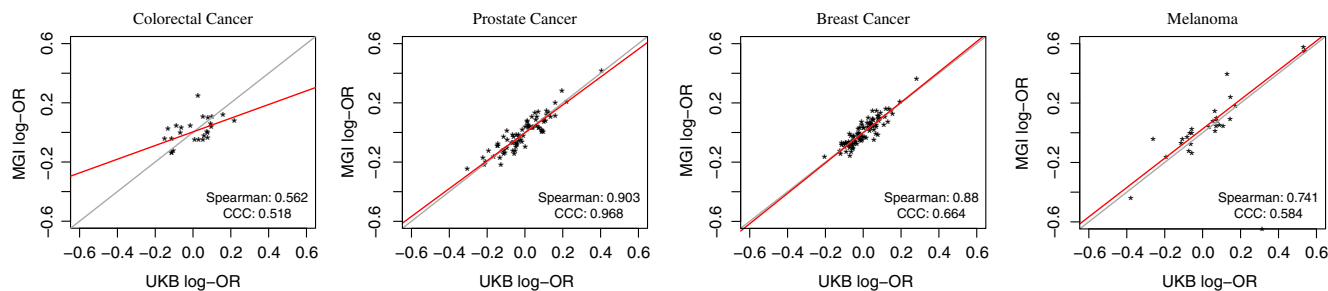 Colorectal Cancer
0.6
0.2
−0.2
−0.6
MGI log−OR
Spearman: 0.562
CCC: 0.518
−0.6 −0.4 −0.2 0.0 0.2 0.4 0.6
UKB log−OR
Prostate Cancer
0.6
0.2
−0.2
−0.6
MGI log−OR
Spearman: 0.903
CCC: 0.968
−0.6 −0.4 −0.2 0.0 0.2 0.4 0.6
UKB log−OR
Breast Cancer
0.6
0.2
−0.2
−0.6
MGI log−OR
Spearman: 0.88
CCC: 0.664
−0.6 −0.4 −0.2 0.0 0.2 0.4 0.6
UKB log−OR
Melanoma
0.6
0.2
−0.2
−0.6
MGI log−OR
Spearman: 0.741
CCC: 0.584
−0.6 −0.4 −0.2 0.0 0.2 0.4 0.6
UKB log−OR